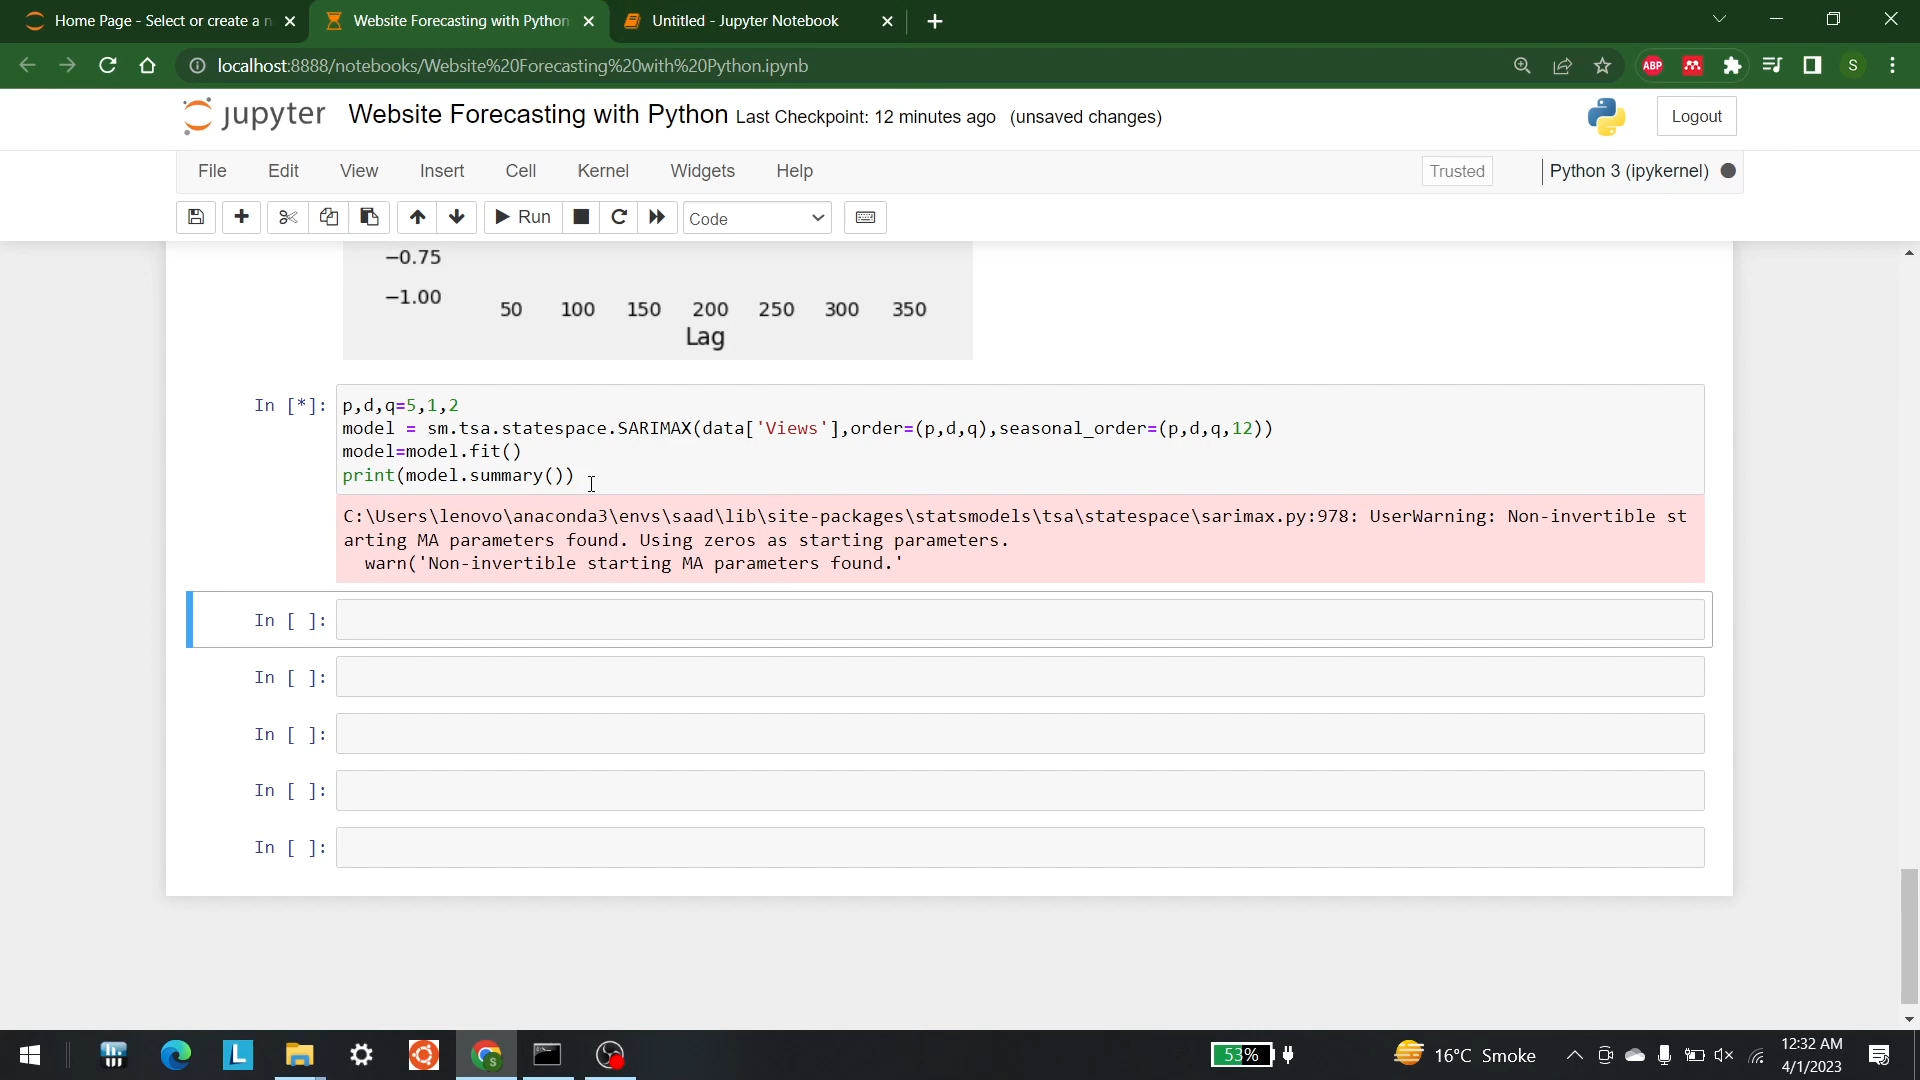 Home Page - Select or create a n
Website Forecasting with Python
Untitled - Jupyter Notebook
localhost:8888/notebooks/Website%20Forecasting%20with%20Python.ipynb
ABP
S
jupyter
Website Forecasting with Python Last Checkpoint: 12 minutes ago (unsaved changes)
Logout
File Edit View Insert Cell Kernel Widgets Help
Trusted
Python 3 (ipykernel)
Run
Code
−0.75
−1.00
50 100 150 200 250 300 350
Lag
In [*]:
p,d,q=5,1,2
model = sm.tsa.statespace.SARIMAX(data['Views'],order=(p,d,q),seasonal_order=(p,d,q,12))
model=model.fit()
print(model.summary())
C:\Users\lenovo\anaconda3\envs\saad\lib\site-packages\statsmodels\tsa\statespace\sarimax.py:978: UserWarning: Non-invertible st
arting MA parameters found. Using zeros as starting parameters.
warn('Non-invertible starting MA parameters found.'
In [ ]:
In [ ]:
In [ ]:
In [ ]:
In [ ]:
L
S
53%
16°C Smoke
12:32 AM
4/1/2023